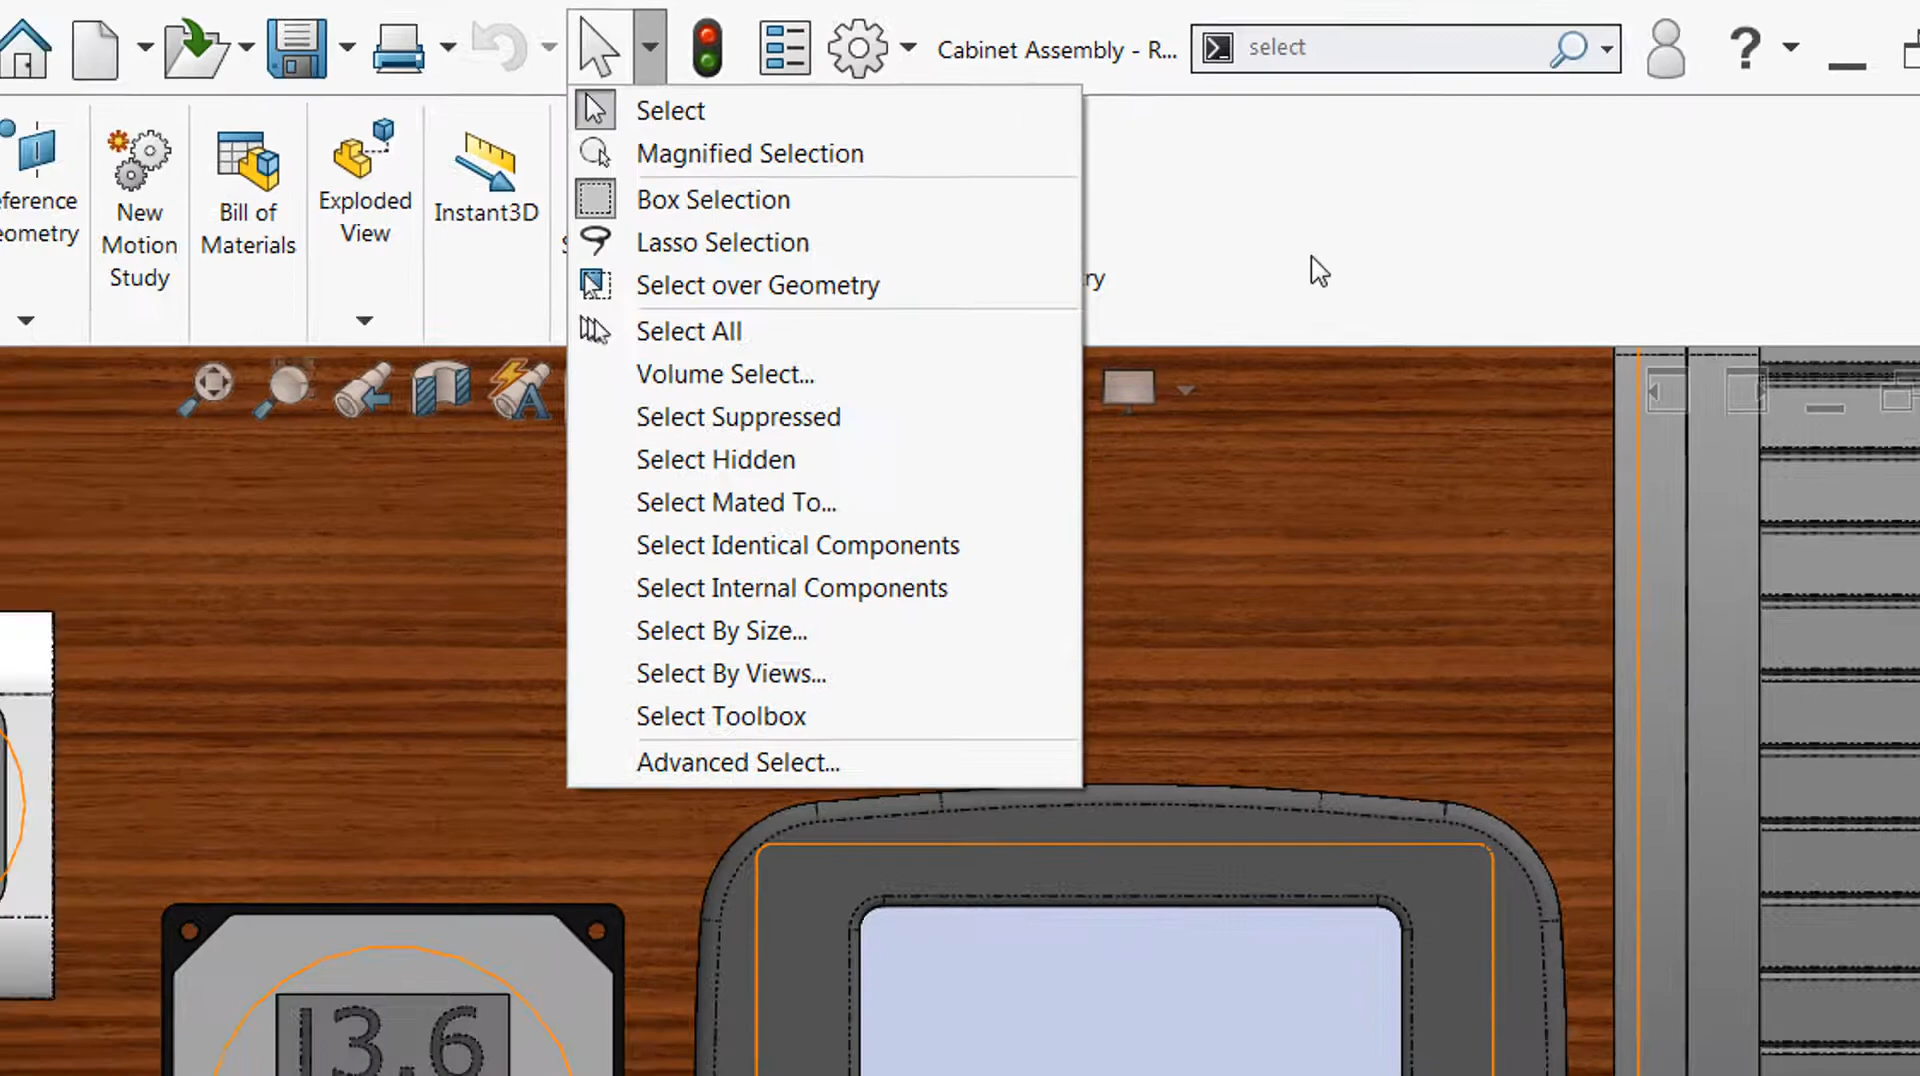 Cabinet Assembly - R...
select
?
ference
ometry
New
Motion
Study
Bill of
Materials
Exploded
View
Instant3D
ry
Select
Magnified Selection
Box Selection
Lasso Selection
Select over Geometry
Select All
Volume Select...
Select Suppressed
Select Hidden
Select Mated To...
Select Identical Components
Select Internal Components
Select By Size...
Select By Views...
Select Toolbox
Advanced Select...
13.6